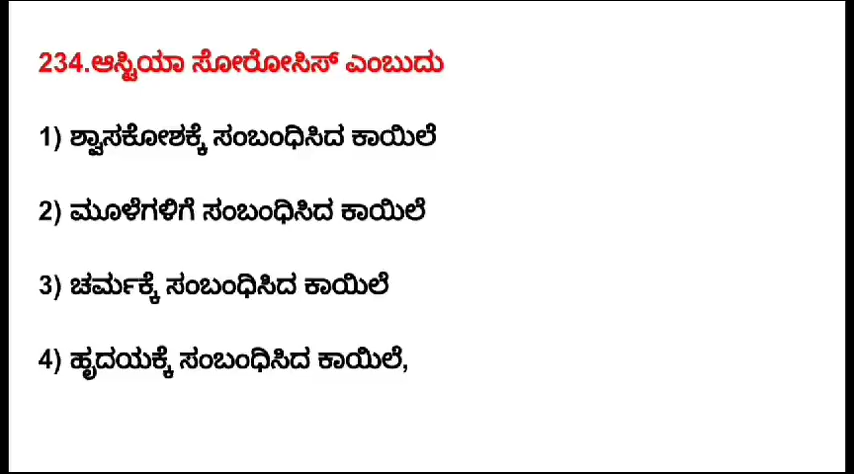 234.ಆಸ್ಟಿಯಾ ಸೋರೋಸಿಸ್ ಎಂಬುದು
1) ಶ್ವಾಸಕೋಶಕ್ಕೆ ಸಂಬಂಧಿಸಿದ ಕಾಯಿಲೆ
2) ಮೂಳೆಗಳಿಗೆ ಸಂಬಂಧಿಸಿದ ಕಾಯಿಲೆ
3) ಚರ್ಮಕ್ಕೆ ಸಂಬಂಧಿಸಿದ ಕಾಯಿಲೆ
4) ಹೃದಯಕ್ಕೆ ಸಂಬಂಧಿಸಿದ ಕಾಯಿಲೆ,